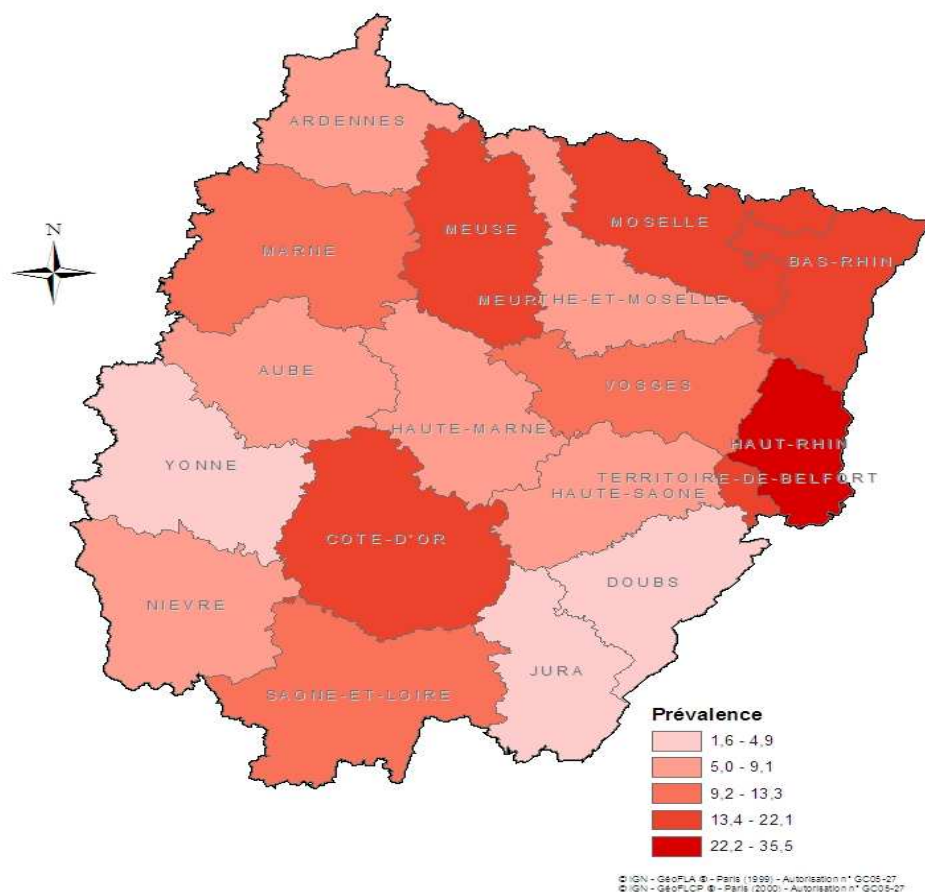 ARDENNES
N
MEUSE
MOSELLE
MARNE
BAS-RHIN
MEURTHE-ET-MOSELLE
AUBE
VOSGES
HAUTE-MARNE
HAUT-RHIN
YONNE
TERRITOIRE-DE-BELFORT
HAUTE-SAONE
COTE-D'OR
DOUBS
NIEVRE
JURA
SAONE-ET-LOIRE
Prévalence
1,6 - 4,9
5,0 - 9,1
9,2 - 13,3
13,4 - 22,1
22,2 - 35,5
© IGN - GéoFLA ® - Paris (1999) - Autorisation n° GC05-27
© IGN - GéoFLCP ® - Paris (2000) - Autorisation n° GC05-27